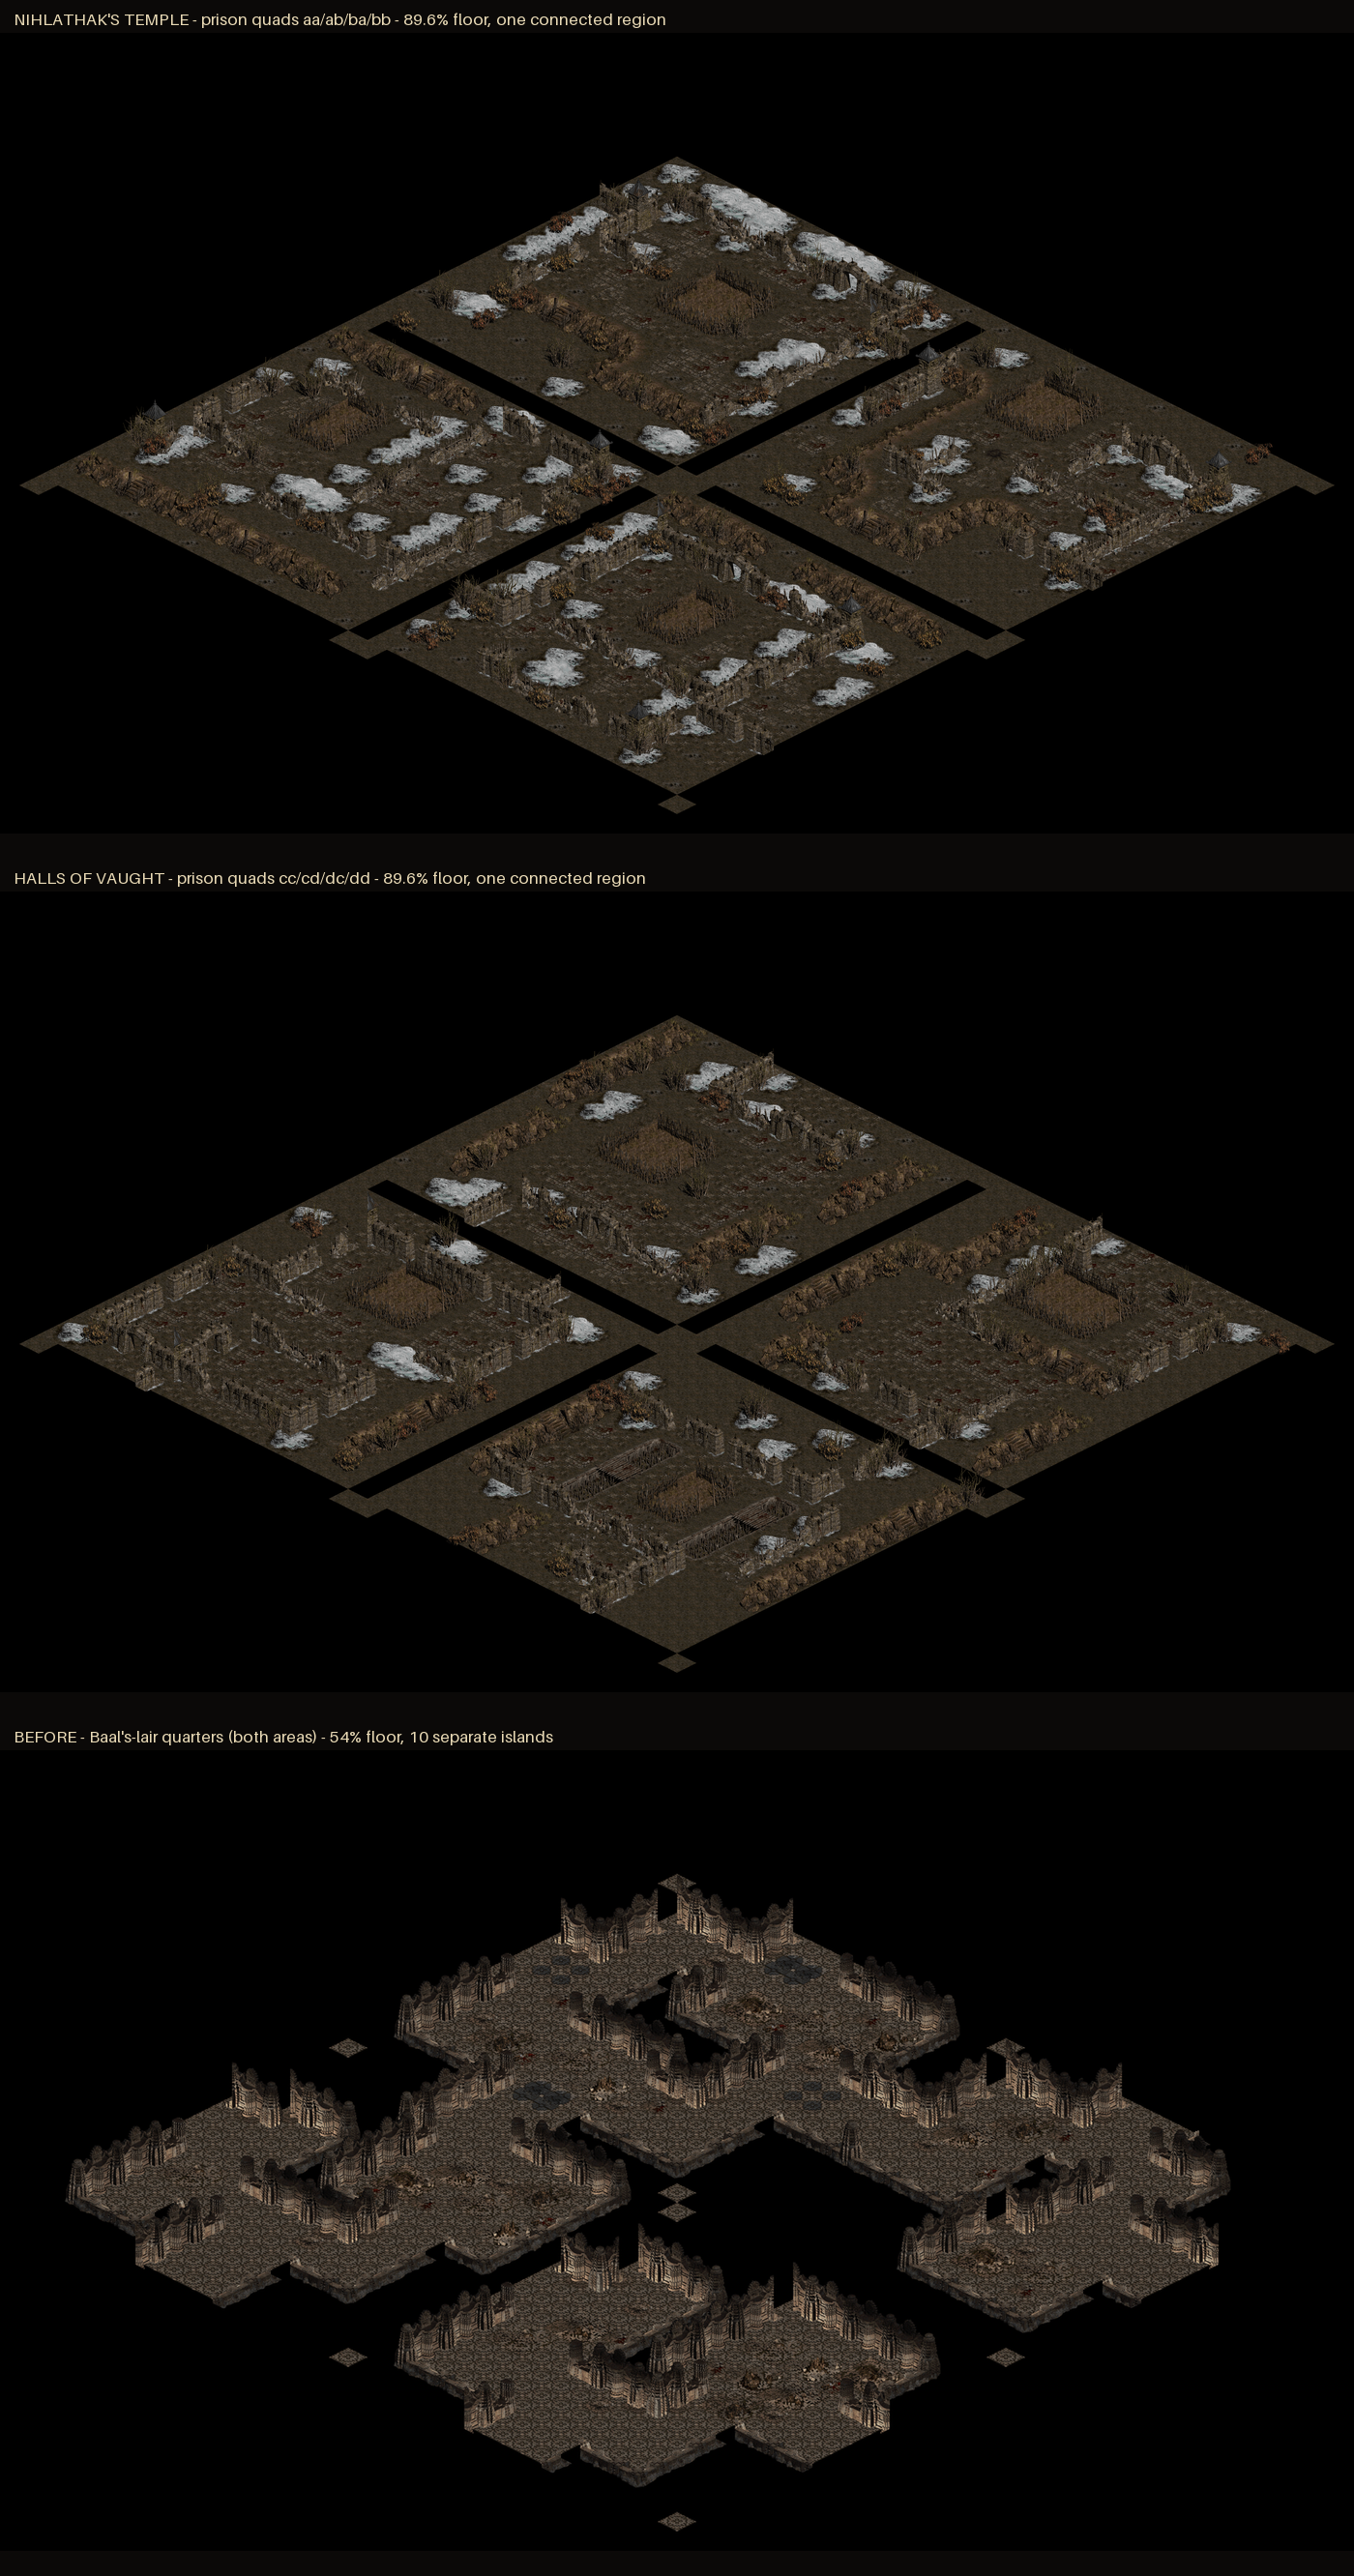 NIHLATHAK'S TEMPLE - prison quads aa/ab/ba/bb - 89.6% floor, one connected region
HALLS OF VAUGHT - prison quads cc/cd/dc/dd - 89.6% floor, one connected region
BEFORE - Baal's-lair quarters (both areas) - 54% floor, 10 separate islands